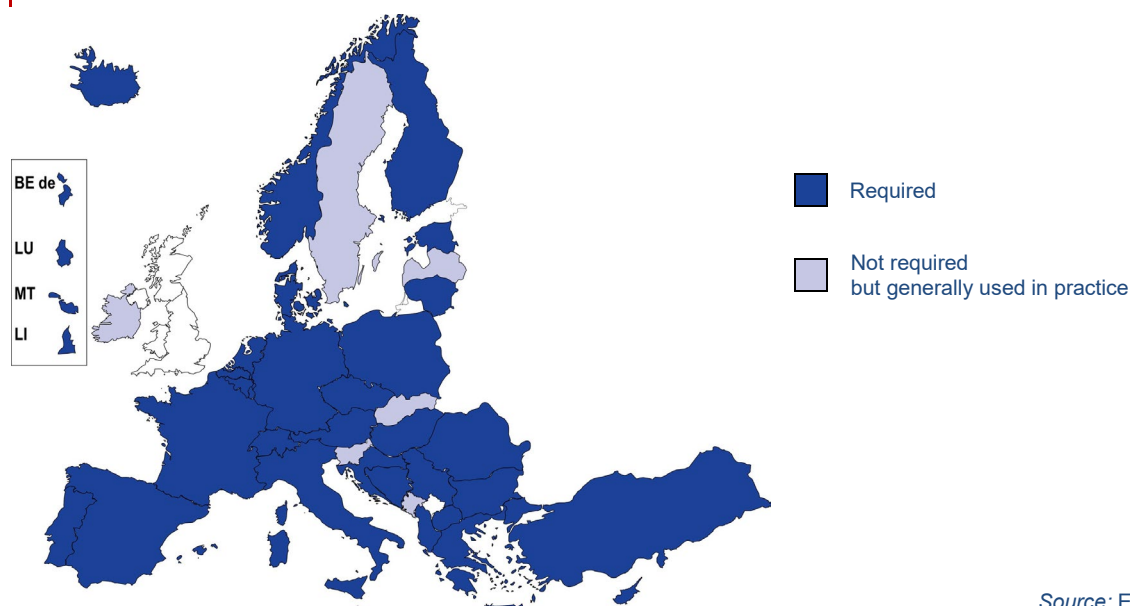 BE de
LU
MT
LI
Required
Not required
but generally used in practice
Source: E